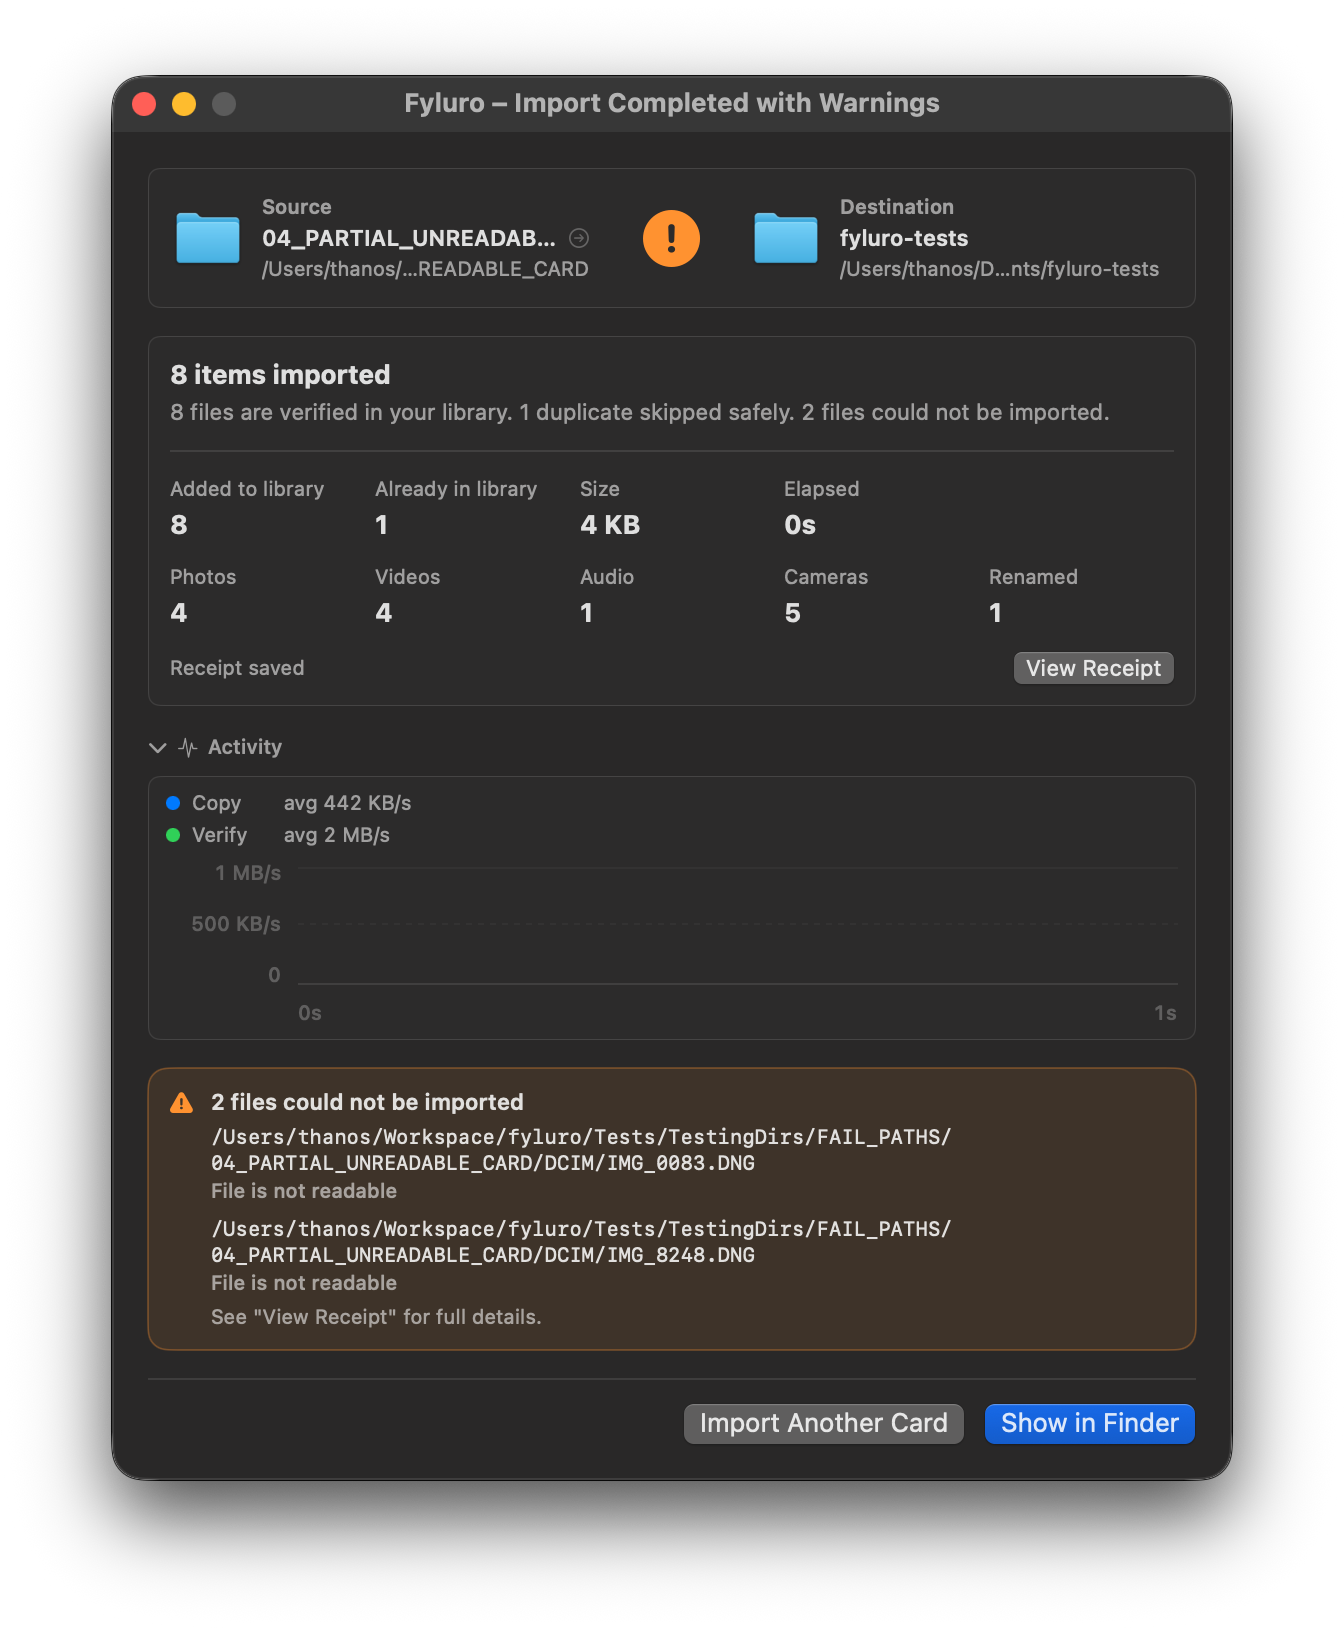 Fyluro – Import Completed with Warnings
Source
04_PARTIAL_UNREADAB...
/Users/thanos/...READABLE_CARD
Destination
fyluro-tests
/Users/thanos/D...nts/fyluro-tests
8 items imported
8 files are verified in your library. 1 duplicate skipped safely. 2 files could not be imported.
Added to library
8
Already in library
1
Size
4 KB
Elapsed
0s
Photos
4
Videos
4
Audio
1
Cameras
5
Renamed
1
Receipt saved
View Receipt
Activity
Copy avg 442 KB/s
Verify avg 2 MB/s
1 MB/s
500 KB/s
0
0s 1s
2 files could not be imported
/Users/thanos/Workspace/fyluro/Tests/TestingDirs/FAIL_PATHS/
04_PARTIAL_UNREADABLE_CARD/DCIM/IMG_0083.DNG
File is not readable
/Users/thanos/Workspace/fyluro/Tests/TestingDirs/FAIL_PATHS/
04_PARTIAL_UNREADABLE_CARD/DCIM/IMG_8248.DNG
File is not readable
See "View Receipt" for full details.
Import Another Card
Show in Finder